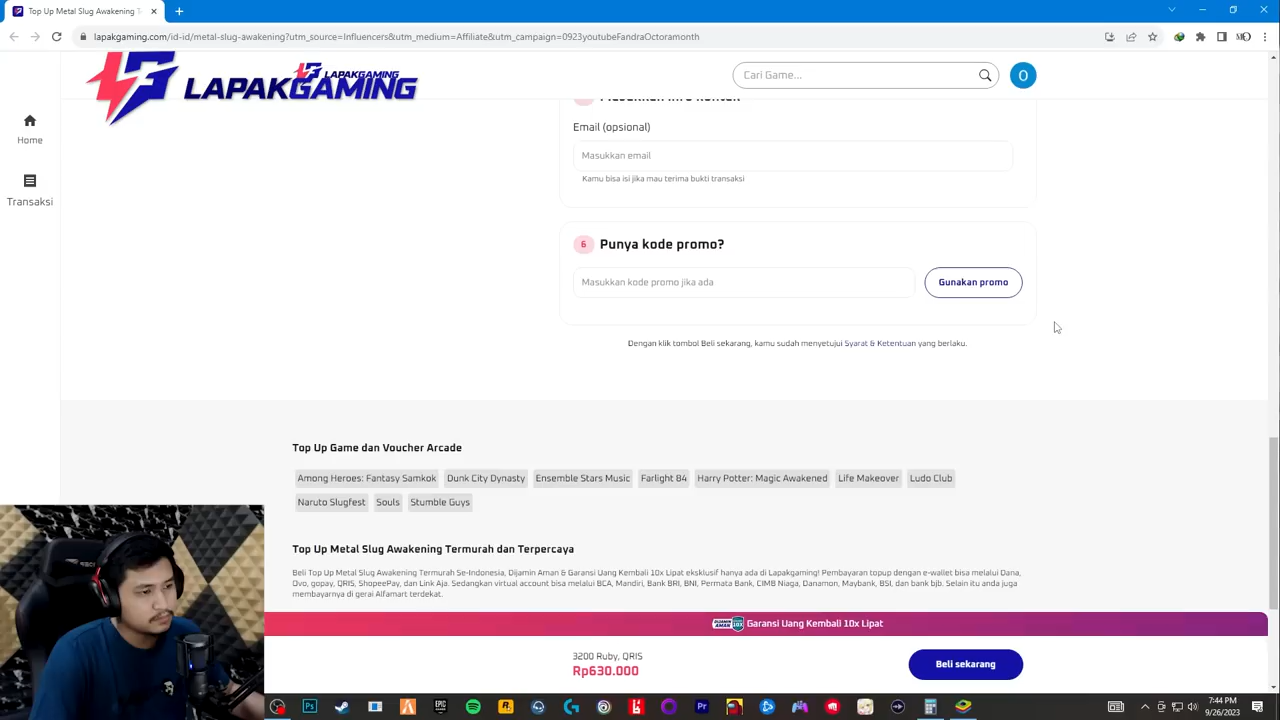 Top Up Metal Slug Awakening T
lapakgaming.com/id-id/metal-slug-awakening?utm_source=Influencers&utm_medium=Affiliate&utm_campaign=0923youtubeFandraOctoramonth
LAPAKGAMING
LAPAKGAMING
Cari Game...
O
Home
Transaksi
Email (opsional)
Masukkan email
Kamu bisa isi jika mau terima bukti transaksi
6 Punya kode promo?
Masukkan kode promo jika ada
Gunakan promo
Dengan klik tombol Beli sekarang, kamu sudah menyetujui Syarat & Ketentuan yang berlaku.
Top Up Game dan Voucher Arcade
Among Heroes: Fantasy Samkok Dunk City Dynasty Ensemble Stars Music Farlight 84 Harry Potter: Magic Awakened Life Makeover Ludo Club
Naruto Slugfest Souls Stumble Guys
Top Up Metal Slug Awakening Termurah dan Terpercaya
Beli Top Up Metal Slug Awakening Termurah Se-Indonesia, Dijamin Aman & Garansi Uang Kembali 10x Lipat eksklusif hanya ada di Lapakgaming! Pembayaran topup dengan e-wallet bisa melalui Dana,
Ovo, gopay, QRIS, ShopeePay, dan Link Aja. Sedangkan virtual account bisa melalui BCA, Mandiri, Bank BRI, BNI, Permata Bank, CIMB Niaga, Danamon, Maybank, BSI, dan bank bjb. Selain itu anda juga
membayarnya di gerai Alfamart terdekat.
Garansi Uang Kembali 10x Lipat
3200 Ruby, QRIS
Rp630.000
Beli sekarang
7:44 PM
9/26/2023